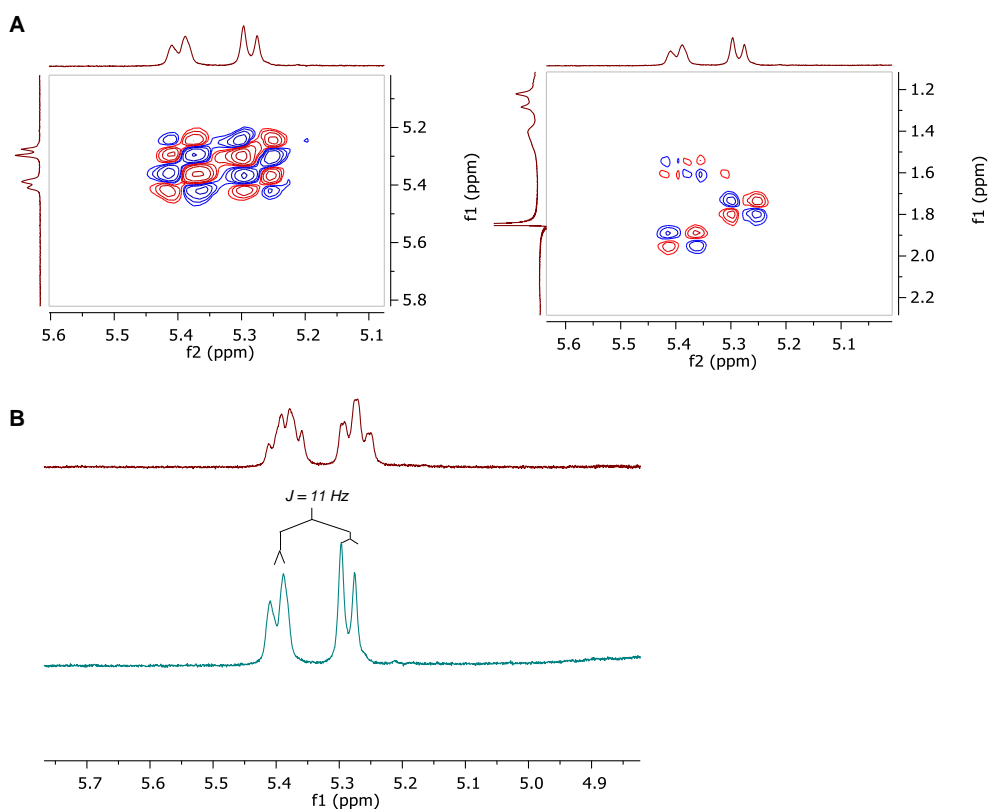 A
5.2
5.4
5.6
5.8
f1 (ppm)
5.6 5.5 5.4 5.3 5.2 5.1
f2 (ppm)
1.2
1.4
1.6
1.8
2.0
2.2
f1 (ppm)
5.6 5.5 5.4 5.3 5.2 5.1
f2 (ppm)
B
J = 11 Hz
5.7 5.6 5.5 5.4 5.3 5.2 5.1 5.0 4.9
f1 (ppm)